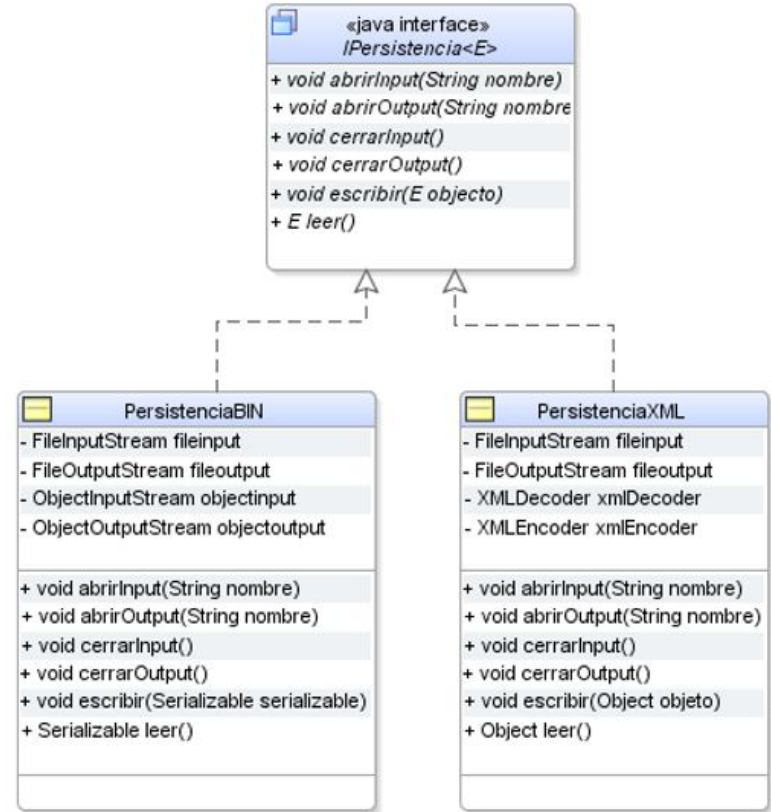 «java interface»
IPersistencia<E>
+ void abrirInput(String nombre)
+ void abrirOutput(String nombre
+ void cerrarInput()
+ void cerrarOutput()
+ void escribir(E objecto)
+ E leer()
PersistenciaBIN
- FileInputStream fileinput
- FileOutputStream fileoutput
- ObjectInputStream objectinput
- ObjectOutputStream objectoutput
+ void abrirInput(String nombre)
+ void abrirOutput(String nombre)
+ void cerrarInput()
+ void cerrarOutput()
+ void escribir(Serializable serializable)
+ Serializable leer()
PersistenciaXML
- FileInputStream fileinput
- FileOutputStream fileoutput
- XMLDecoder xmlDecoder
- XMLEncoder xmlEncoder
+ void abrirInput(String nombre)
+ void abrirOutput(String nombre)
+ void cerrarInput()
+ void cerrarOutput()
+ void escribir(Object objeto)
+ Object leer()